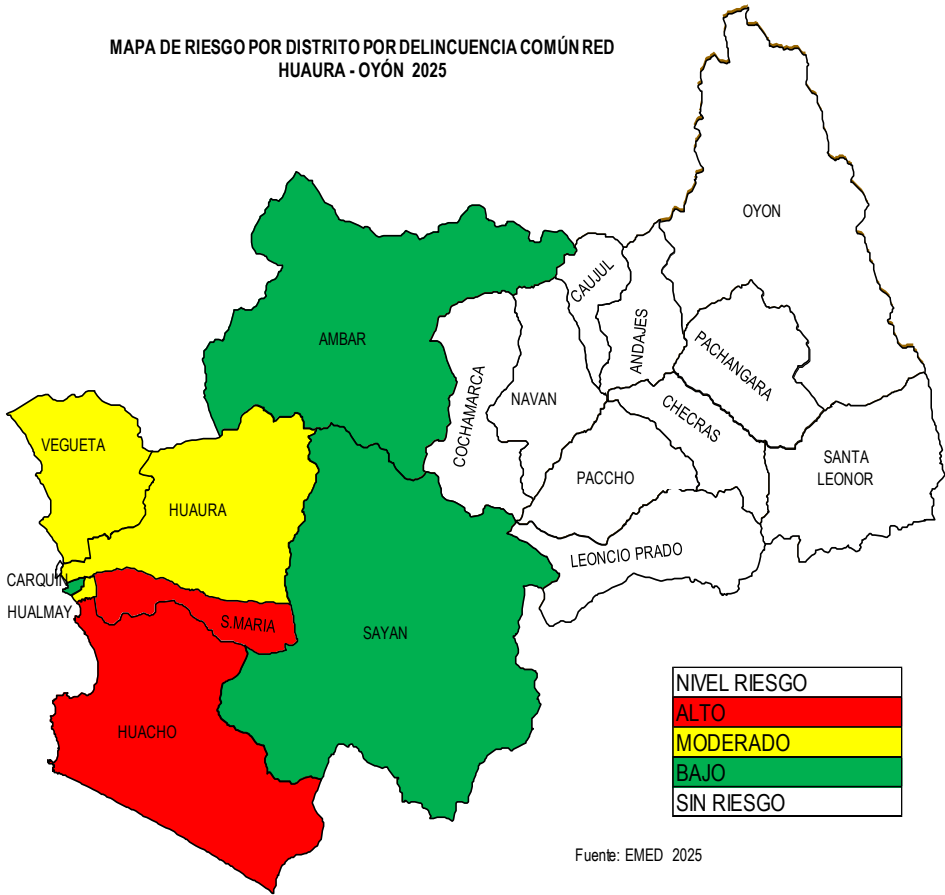 MAPA DE RIESGO POR DISTRITO POR DELINCUENCIA COMÚN RED
HUAURA - OYÓN 2025
OYON
CAUJUL
ANDAJES
AMBAR
PACHANGARA
COCHAMARCA
NAVAN
CHECRAS
VEGUETA
SANTA
LEONOR
PACCHO
HUAURA
LEONCIO PRADO
CARQUIN
HUALMAY
S.MARIA
SAYAN
HUACHO
NIVEL RIESGO
ALTO
MODERADO
BAJO
SIN RIESGO
Fuente: EMED 2025